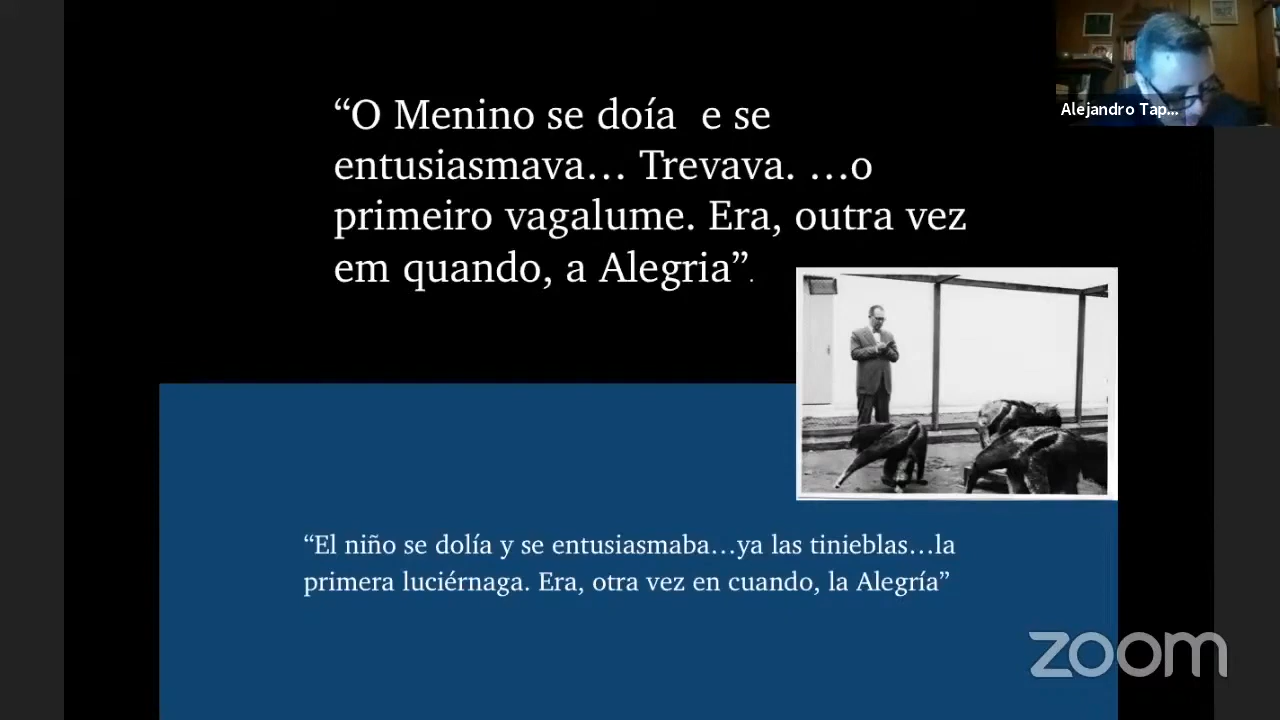 Alejandro Tap...
“O Menino se doía  e se
entusiasmava… Trevava. …o
primeiro vagalume. Era, outra vez
em quando, a Alegria”.
“El niño se dolía y se entusiasmaba…ya las tinieblas…la
primera luciérnaga. Era, otra vez en cuando, la Alegría”
zoom